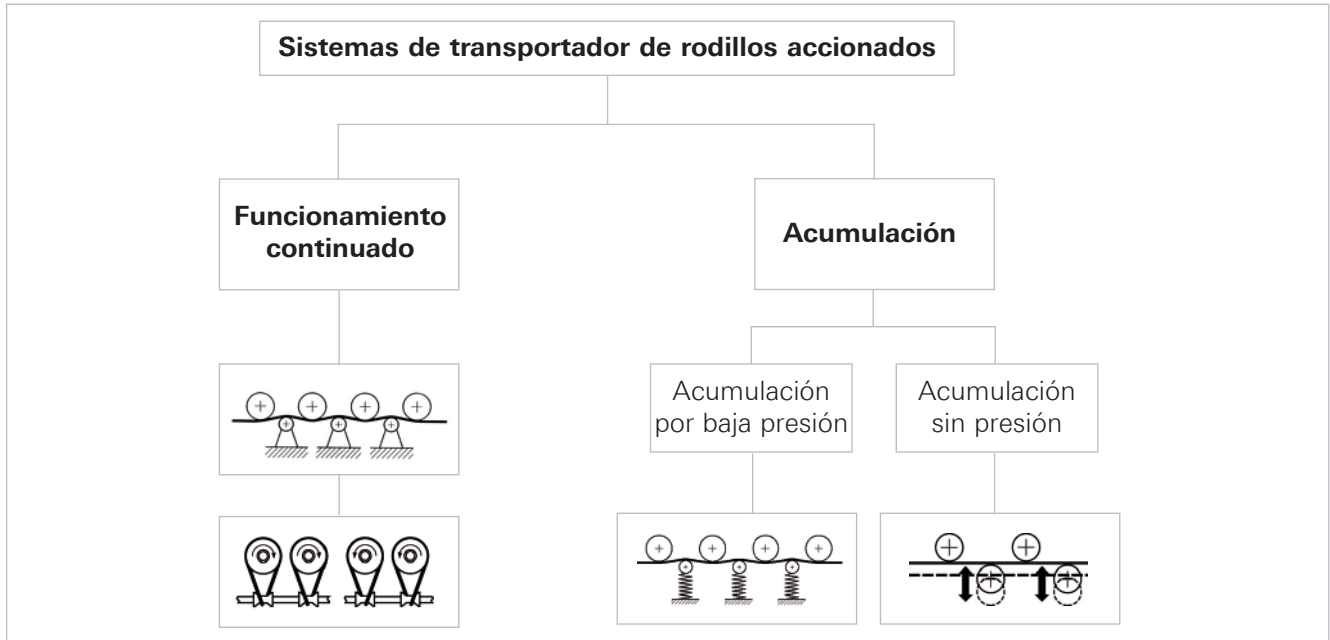 Sistemas de transportador de rodillos accionados
Funcionamiento
continuado
Acumulación
Acumulación
por baja presión
Acumulación
sin presión